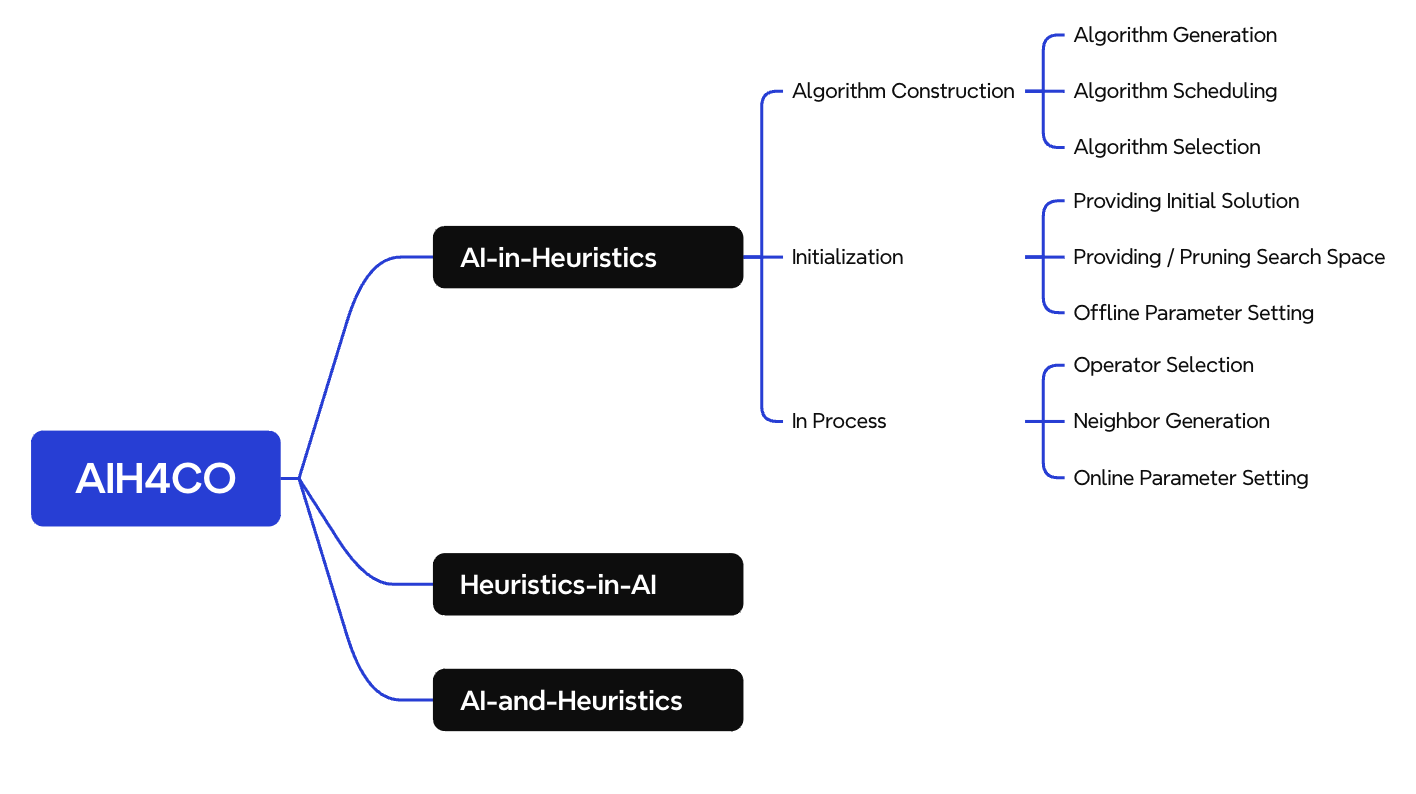 AIH4CO
AI-in-Heuristics
Algorithm Construction
Algorithm Generation
Algorithm Scheduling
Algorithm Selection
Initialization
Providing Initial Solution
Providing / Pruning Search Space
Offline Parameter Setting
In Process
Operator Selection
Neighbor Generation
Online Parameter Setting
Heuristics-in-AI
AI-and-Heuristics